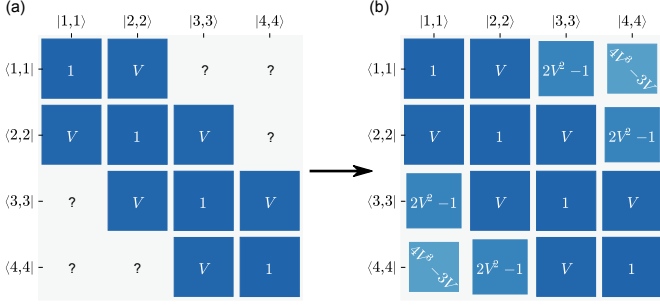 (a)
|1,1⟩ |2,2⟩ |3,3⟩ |4,4⟩
⟨1,1| 1 V ? ?
⟨2,2| V 1 V ?
⟨3,3| ? V 1 V
⟨4,4| ? ? V 1
(b)
|1,1⟩ |2,2⟩ |3,3⟩ |4,4⟩
⟨1,1| 1 V 2V² −1 4V³ −3V
⟨2,2| V 1 V 2V² −1
⟨3,3| 2V² −1 V 1 V
⟨4,4| 4V³ −3V 2V² −1 V 1